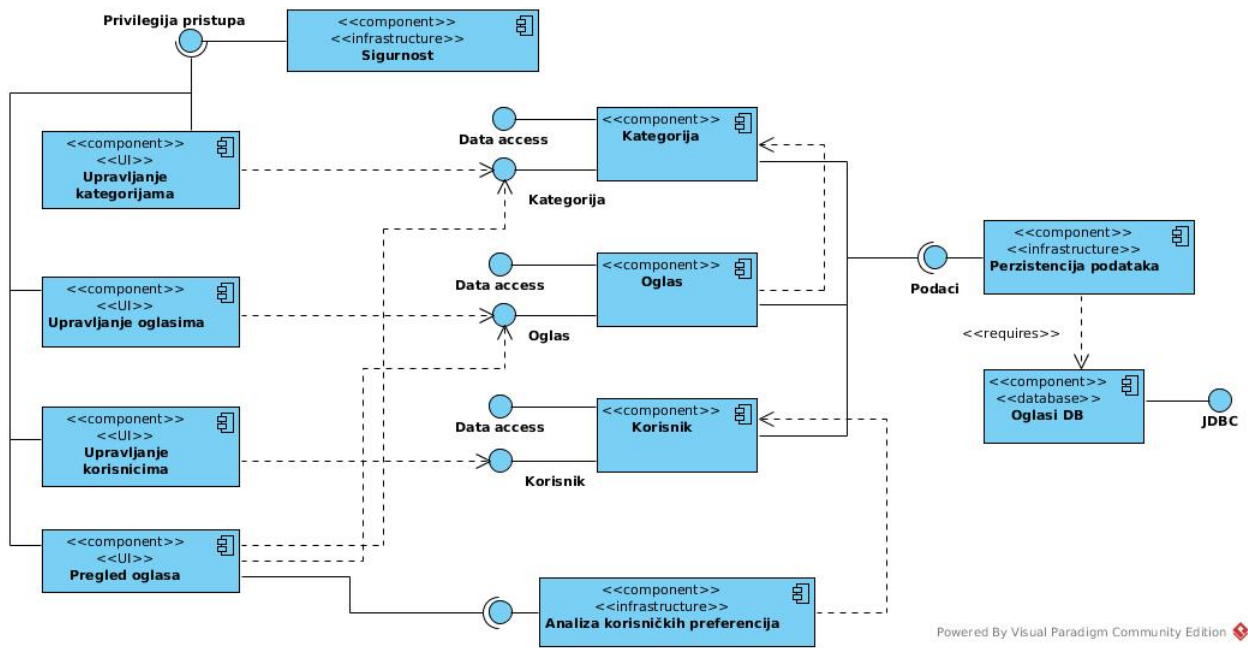 Privilegija pristupa
<<component>>
<<infrastructure>>
Sigurnost
<<component>>
<<UI>>
Upravljanje
kategorijama
Data access
<<component>>
Kategorija
Kategorija
<<component>>
<<UI>>
Upravljanje oglasima
Data access
<<component>>
Oglas
Oglas
Podaci
<<component>>
<<infrastructure>>
Perzistencija podataka
<<requires>>
<<component>>
<<database>>
Oglasi DB
JDBC
<<component>>
<<UI>>
Upravljanje
korisnicima
Data access
<<component>>
Korisnik
Korisnik
<<component>>
<<UI>>
Pregled oglasa
<<component>>
<<infrastructure>>
Analiza korisničkih preferencija
Powered By Visual Paradigm Community Edition